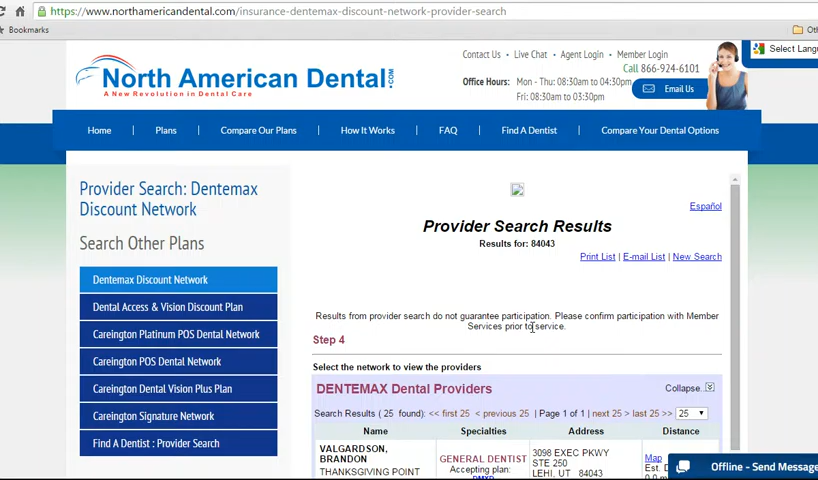 https://www.northamericandental.com/insurance-dentemax-discount-network-provider-search
Bookmarks
Contact Us • Live Chat • Agent Login • Member Login
Call 866-924-6101
Select Langu
North American Dental .COM
A New Revolution in Dental Care
Office Hours: Mon - Thu: 08:30am to 04:30pm
Fri: 08:30am to 03:30pm
Email Us
Home | Plans | Compare Our Plans | How It Works | FAQ | Find A Dentist | Compare Your Dental Options
Provider Search: Dentemax
Discount Network
Search Other Plans
Dentemax Discount Network
Dental Access & Vision Discount Plan
Careington Platinum POS Dental Network
Careington POS Dental Network
Careington Dental Vision Plus Plan
Careington Signature Network
Find A Dentist : Provider Search
Español
Provider Search Results
Results for: 84043
Print List | E-mail List | New Search
Results from provider search do not guarantee participation. Please confirm participation with Member
Services prior to service.
Step 4
Select the network to view the providers
DENTEMAX Dental Providers
Collapse...
Search Results ( 25 found): << first 25 < previous 25 | Page 1 of 1 | next 25 > last 25 >> 25
Name Specialties Address Distance
VALGARDSON,
BRANDON
THANKSGIVING POINT
GENERAL DENTIST
Accepting plan:
3098 EXEC PKWY
STE 250
LEHI, UT 84043
Map
Est. D
Offline - Send Message